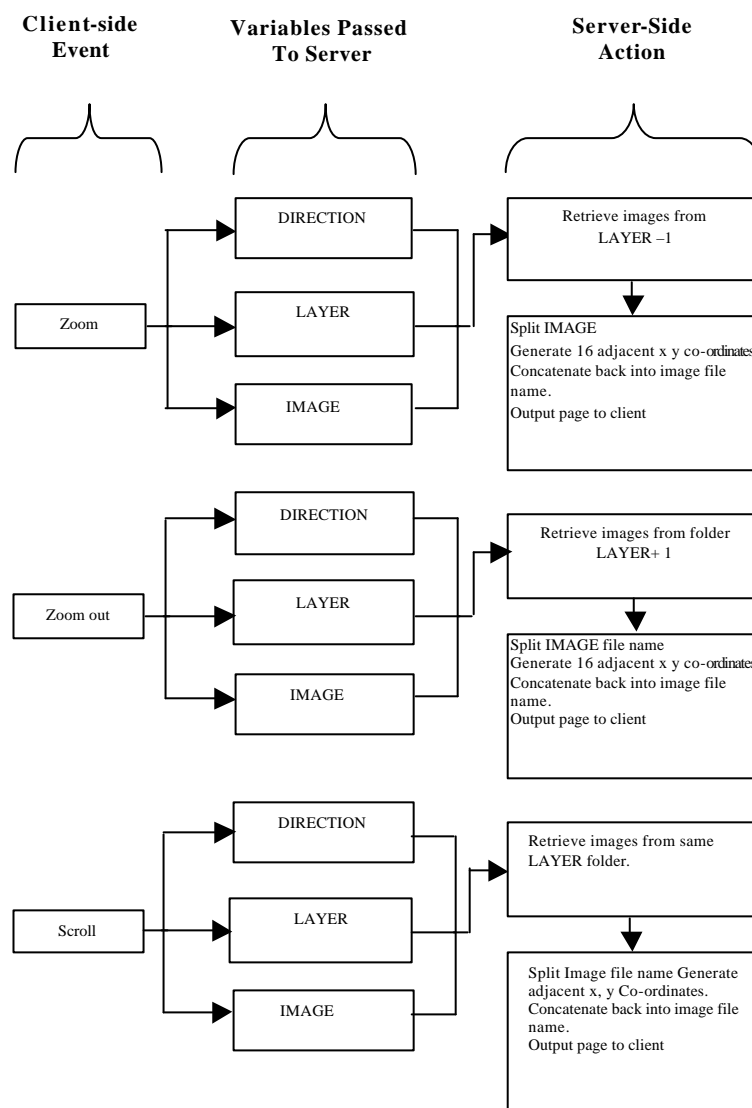 Client-side
Event
Variables Passed
To Server
Server-Side
Action
Zoom
DIRECTION
LAYER
IMAGE
Retrieve images from
LAYER –1
Split IMAGE
Generate 16 adjacent x y co-ordinates
Concatenate back into image file
name.
Output page to client
Zoom out
DIRECTION
LAYER
IMAGE
Retrieve images from folder
LAYER+ 1
Split IMAGE file name
Generate 16 adjacent x y co-ordinates
Concatenate back into image file
name.
Output page to client
Scroll
DIRECTION
LAYER
IMAGE
Retrieve images from same
LAYER folder.
Split Image file name Generate
adjacent x, y Co-ordinates.
Concatenate back into image file
name.
Output page to client